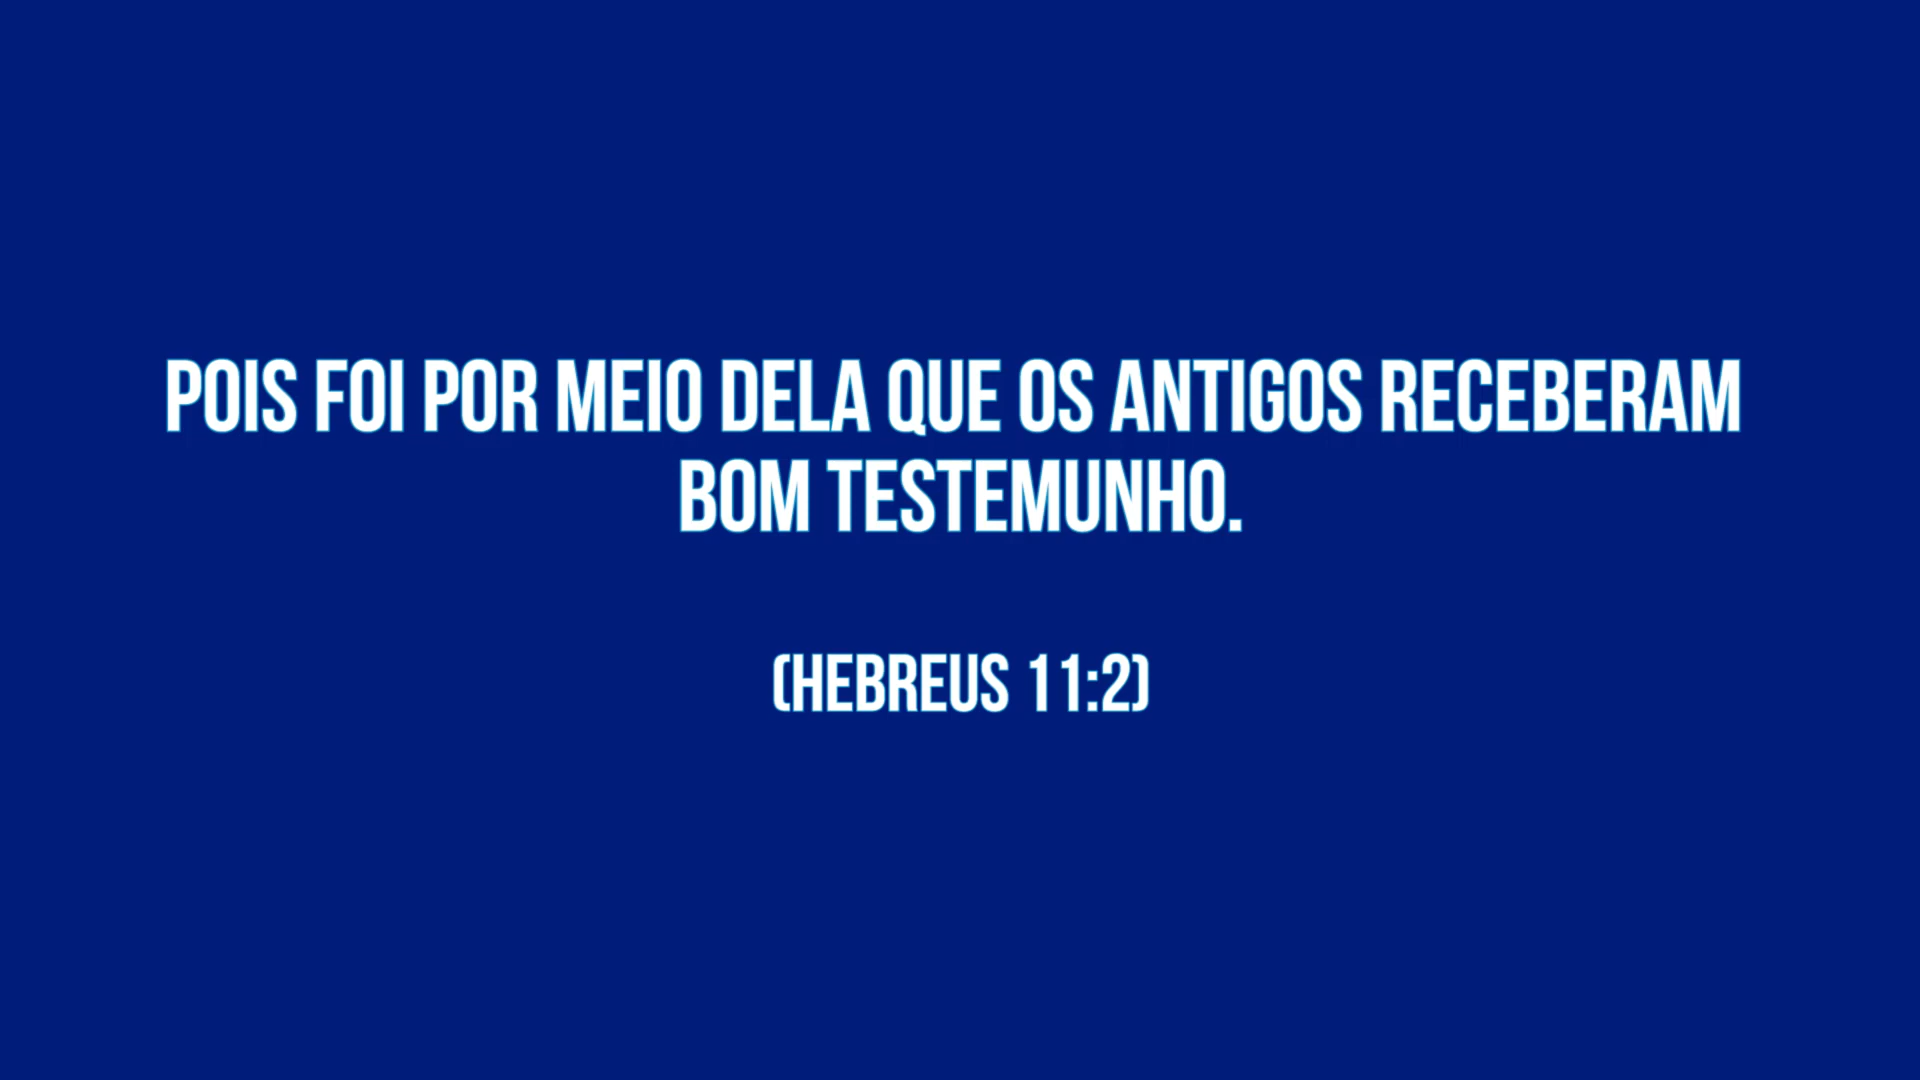 POIS FOI POR MEIO DELA QUE OS ANTIGOS RECEBERAM
BOM TESTEMUNHO.
(HEBREUS 11:2)